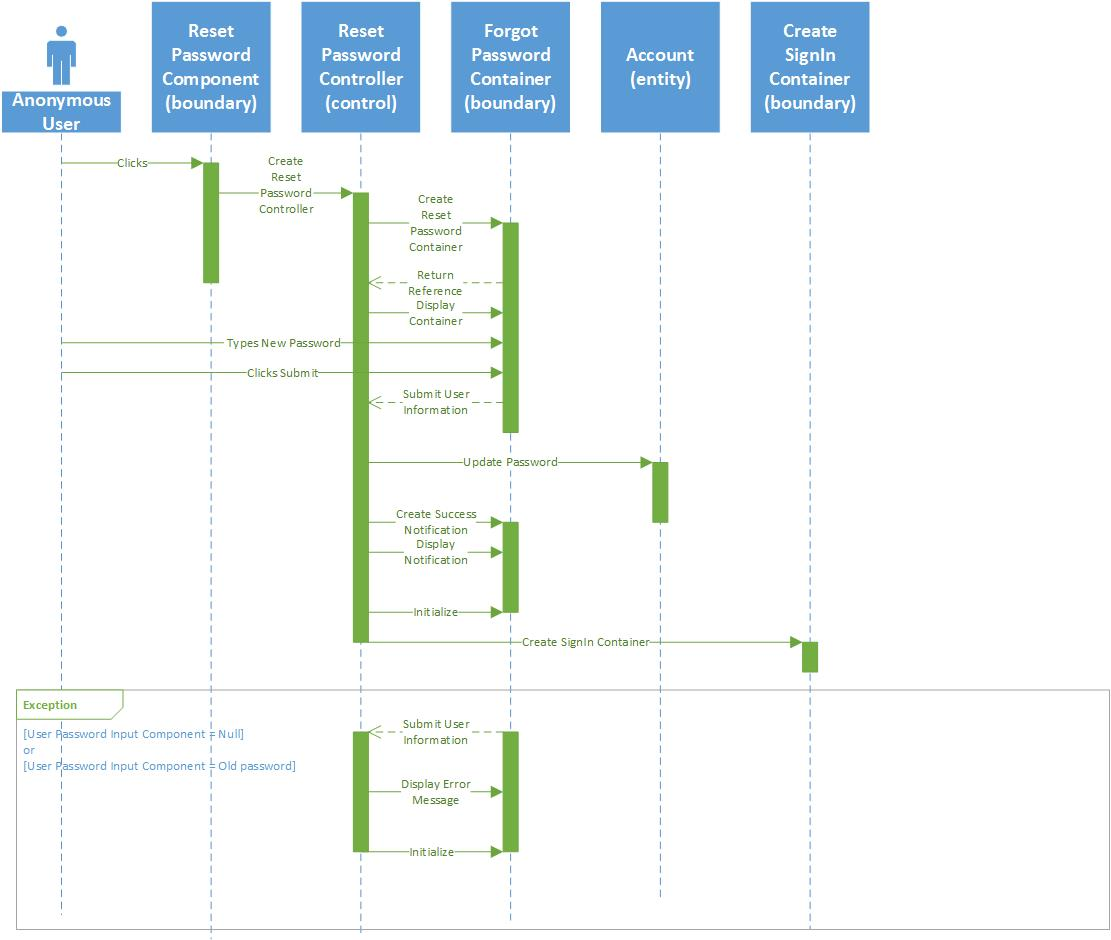 Anonymous
User
Reset
Password
Component
(boundary)
Reset
Password
Controller
(control)
Forgot
Password
Container
(boundary)
Account
(entity)
Create
SignIn
Container
(boundary)
Clicks
Create
Reset
Password
Controller
Create
Reset
Password
Container
Return
Reference
Display
Container
Types New Password
Clicks Submit
Submit User
Information
Update Password
Create Success
Notification
Display
Notification
Initialize
Create SignIn Container
Exception
[User Password Input Component = Null]
or
[User Password Input Component = Old password]
Submit User
Information
Display Error
Message
Initialize